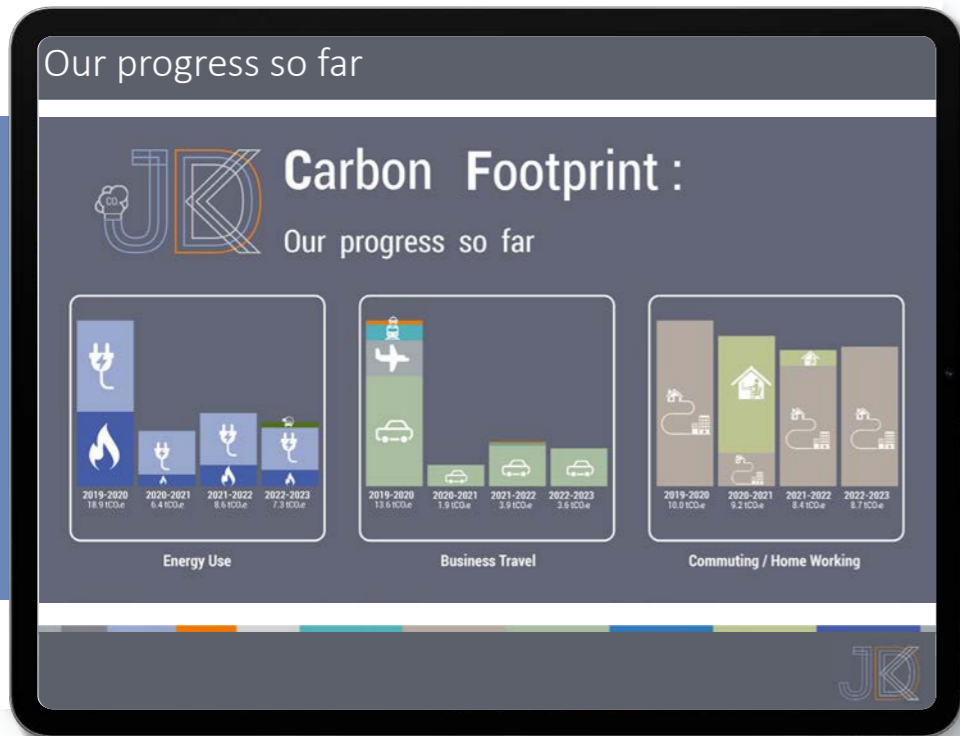 Our progress so far
JDK
CO₂
Carbon Footprint :
Our progress so far
2019-2020
18.9 tCO₂e
2020-2021
6.4 tCO₂e
2021-2022
8.6 tCO₂e
2022-2023
7.3 tCO₂e
Energy Use
2019-2020
13.6 tCO₂e
2020-2021
1.9 tCO₂e
2021-2022
3.9 tCO₂e
2022-2023
3.6 tCO₂e
Business Travel
2019-2020
10.0 tCO₂e
2020-2021
9.2 tCO₂e
2021-2022
8.4 tCO₂e
2022-2023
8.7 tCO₂e
Commuting / Home Working
JDK